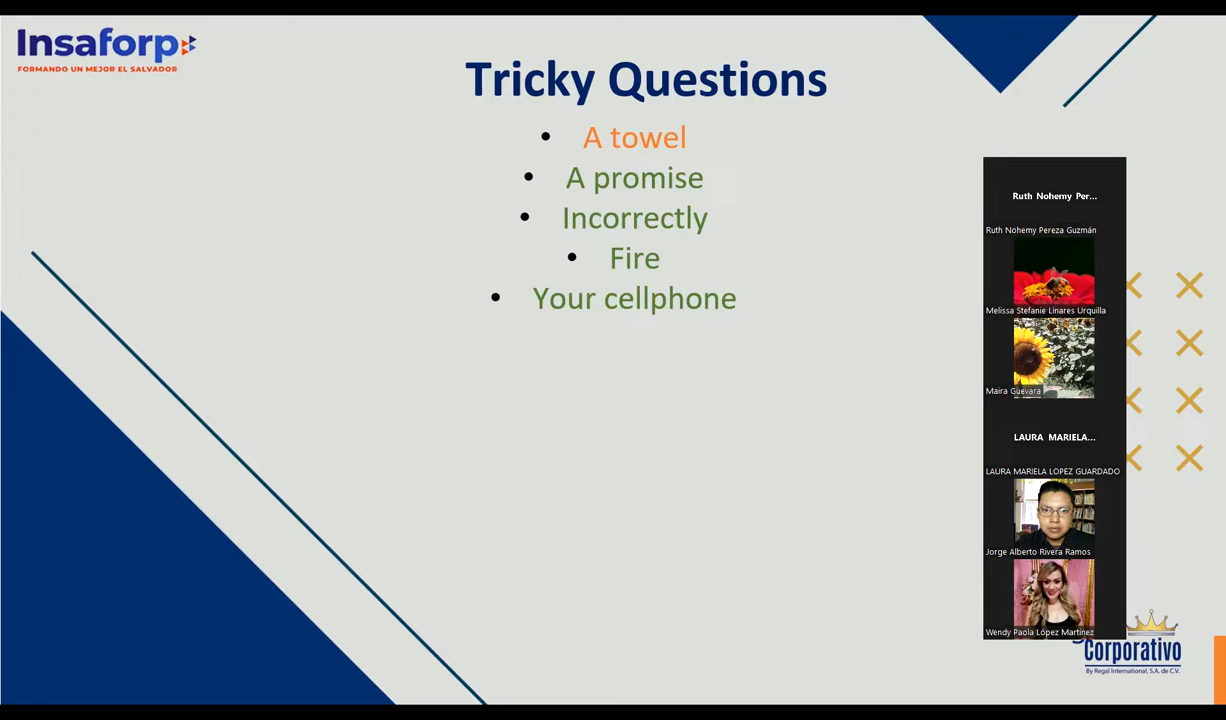 Insaforp
FORMANDO UN MEJOR EL SALVADOR
Tricky Questions
• A towel
• A promise
• Incorrectly
• Fire
• Your cellphone
Ruth Nohemy Per...
Ruth Nohemy Pereza Guzmán
Melissa Stefanie Linares Urquilla
Maira Guevara
LAURA MARIELA...
LAURA MARIELA LOPEZ GUARDADO
Jorge Alberto Rivera Ramos
Wendy Paola López Martínez
Corporativo
By Regal International, S.A. de C.V.